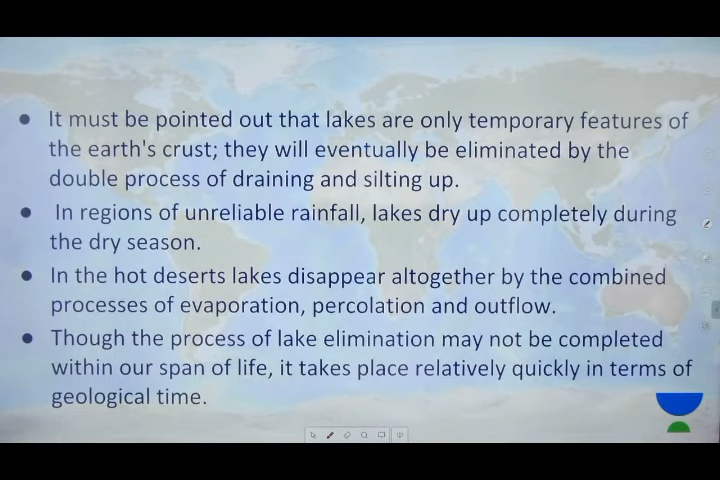 ● It must be pointed out that lakes are only temporary features of
the earth's crust; they will eventually be eliminated by the
double process of draining and silting up.
● In regions of unreliable rainfall, lakes dry up completely during
the dry season.
● In the hot deserts lakes disappear altogether by the combined
processes of evaporation, percolation and outflow.
● Though the process of lake elimination may not be completed
within our span of life, it takes place relatively quickly in terms of
geological time.